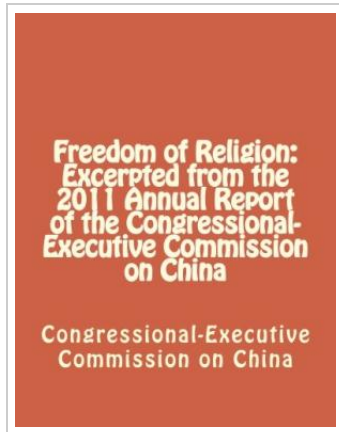 Freedom of Religion:
Excerpted from the
2011 Annual Report
of the Congressional-
Executive Commission
on China
Congressional-Executive
Commission on China